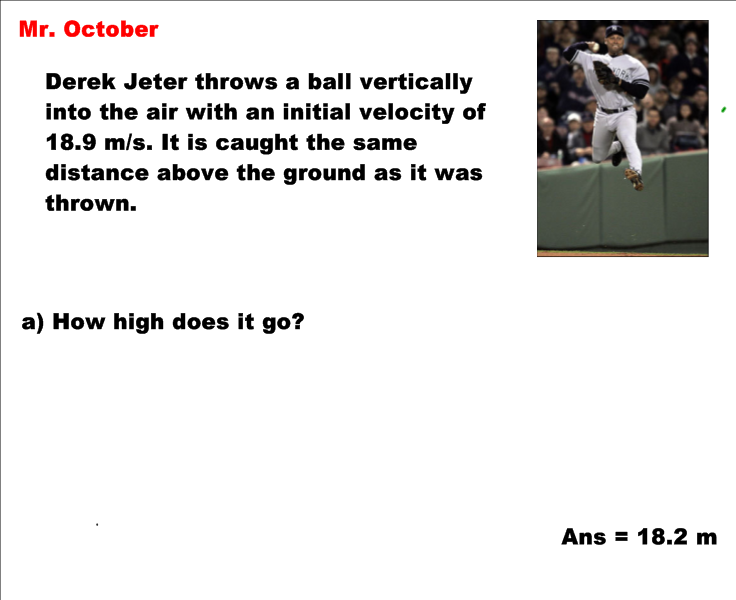 Mr. October
Derek Jeter throws a ball vertically
into the air with an initial velocity of
18.9 m/s. It is caught the same
distance above the ground as it was
thrown.
a) How high does it go?
Ans = 18.2 m